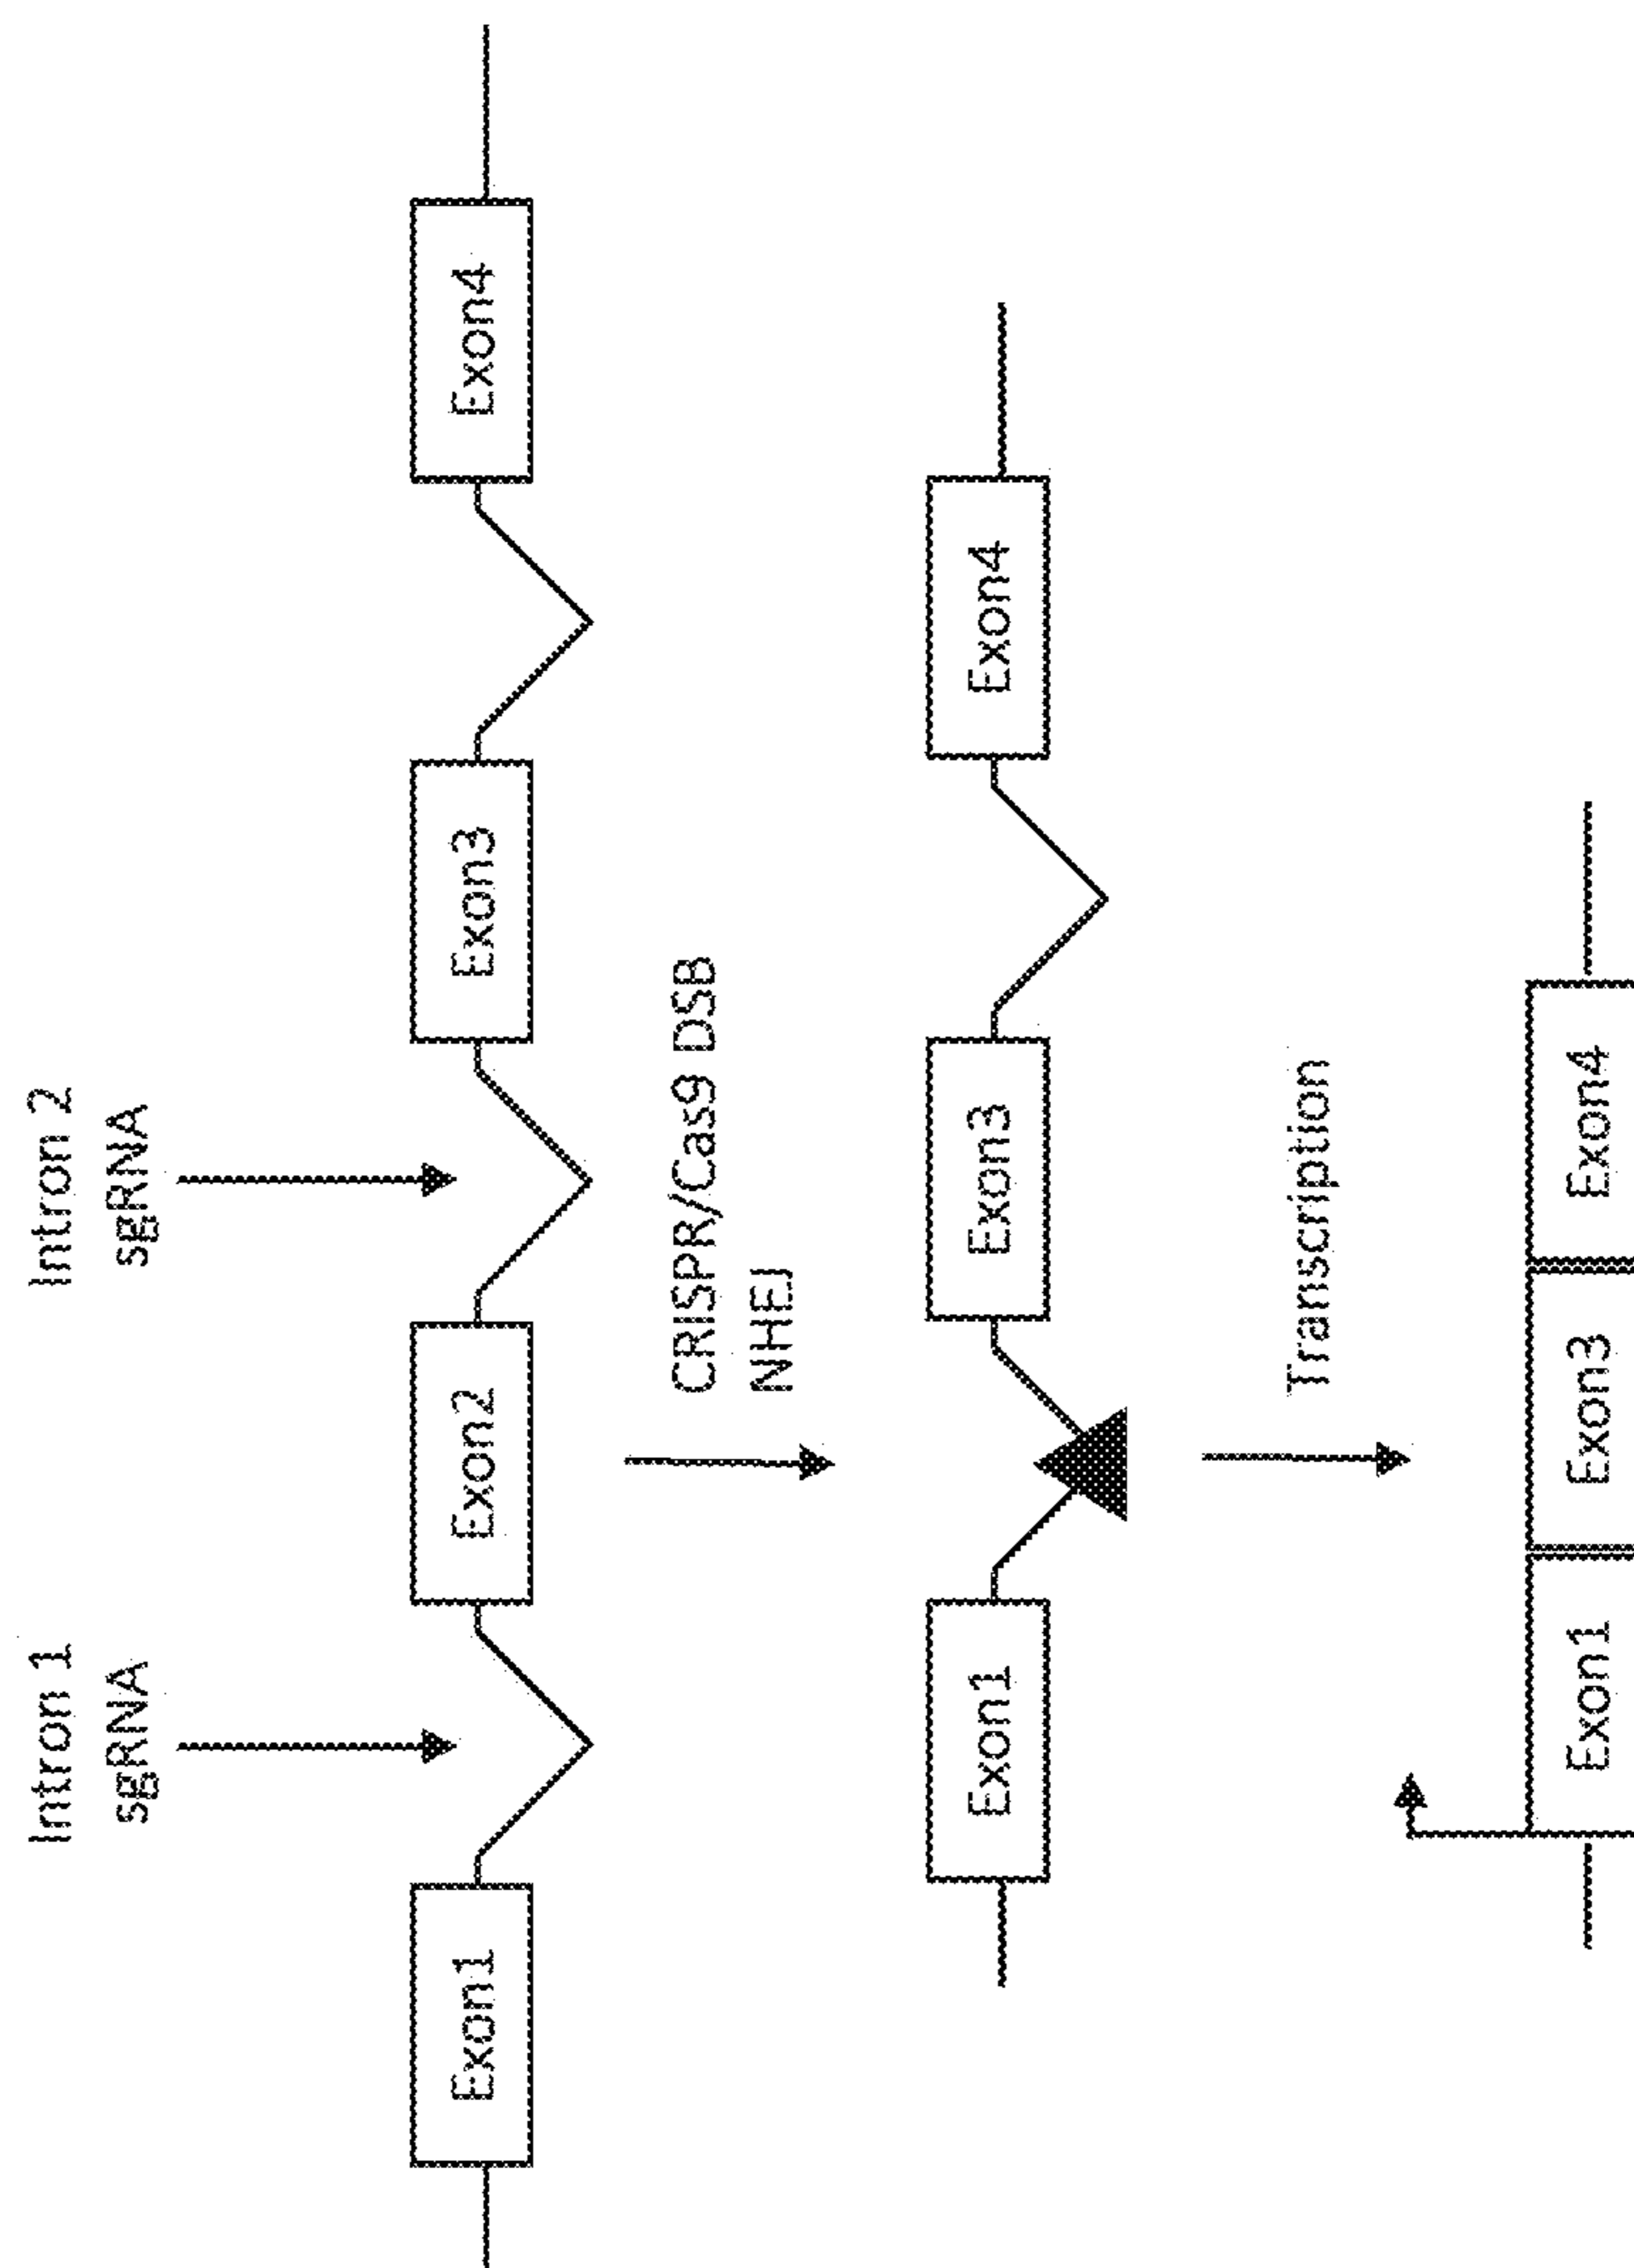 Intron 1
sgRNA
Intron 2
sgRNA
Exon1
Exon2
Exon3
Exon4
CRISPR/Cas9 DSB
NHEJ
Exon1
Exon3
Exon4
Transcription
Exon1
Exon3
Exon4